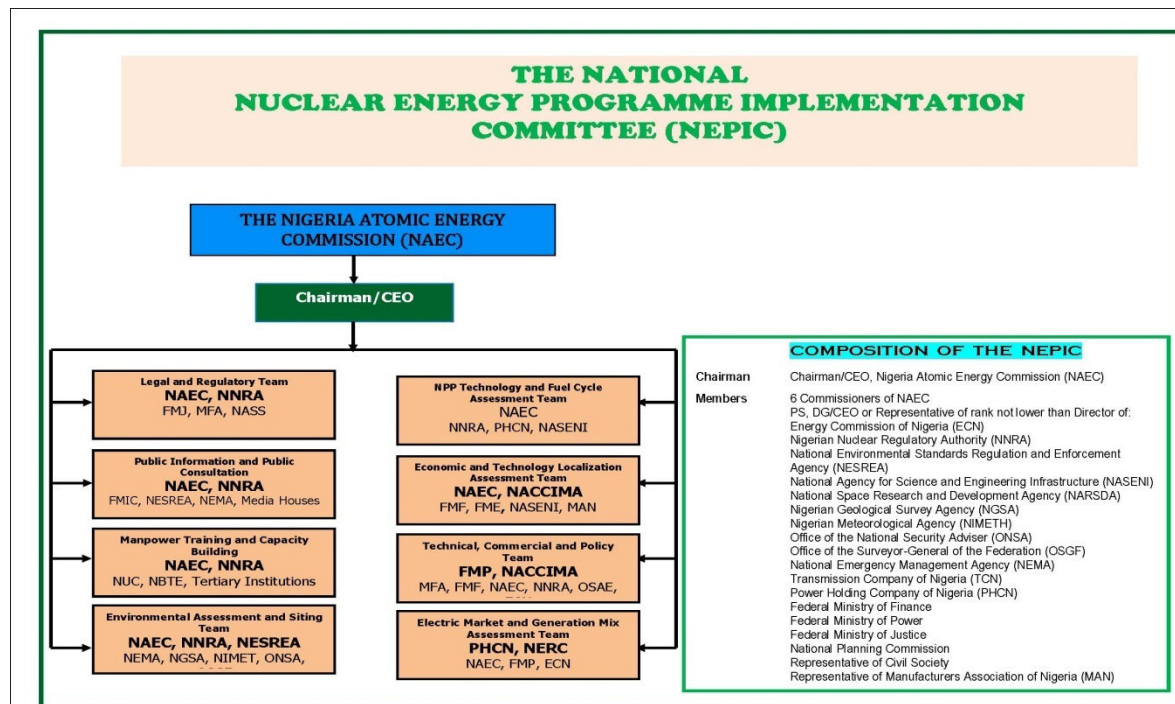 THE NATIONAL
NUCLEAR ENERGY PROGRAMME IMPLEMENTATION
COMMITTEE (NEPIC)
THE NIGERIA ATOMIC ENERGY
COMMISSION (NAEC)
Chairman/CEO
Legal and Regulatory Team
NAEC, NNRA
FMJ, MFA, NASS
Public Information and Public
Consultation
NAEC, NNRA
FMIC, NESREA, NEMA, Media Houses
Manpower Training and Capacity
Building
NAEC, NNRA
NUC, NBTE, Tertiary Institutions
Environmental Assessment and Siting
Team
NAEC, NNRA, NESREA
NEMA, NGSA, NIMET, ONSA,
NPP Technology and Fuel Cycle
Assessment Team
NAEC
NNRA, PHCN, NASENI
Economic and Technology Localization
Assessment Team
NAEC, NACCIMA
FMF, FME, NASENI, MAN
Technical, Commercial and Policy
Team
FMP, NACCIMA
MFA, FMF, NAEC, NNRA, OSAE,
Electric Market and Generation Mix
Assessment Team
PHCN, NERC
NAEC, FMP, ECN
COMPOSITION OF THE NEPIC
Chairman Chairman/CEO, Nigeria Atomic Energy Commission (NAEC)
Members 6 Commissioners of NAEC
PS, DG/CEO or Representative of rank not lower than Director of:
Energy Commission of Nigeria (ECN)
Nigerian Nuclear Regulatory Authority (NNRA)
National Environmental Standards Regulation and Enforcement
Agency (NESREA)
National Agency for Science and Engineering Infrastructure (NASENI)
National Space Research and Development Agency (NARSDA)
Nigerian Geological Survey Agency (NGSA)
Nigerian Meteorological Agency (NIMETH)
Office of the National Security Adviser (ONSA)
Office of the Surveyor-General of the Federation (OSGF)
National Emergency Management Agency (NEMA)
Transmission Company of Nigeria (TCN)
Power Holding Company of Nigeria (PHCN)
Federal Ministry of Finance
Federal Ministry of Power
Federal Ministry of Justice
National Planning Commission
Representative of Civil Society
Representative of Manufacturers Association of Nigeria (MAN)